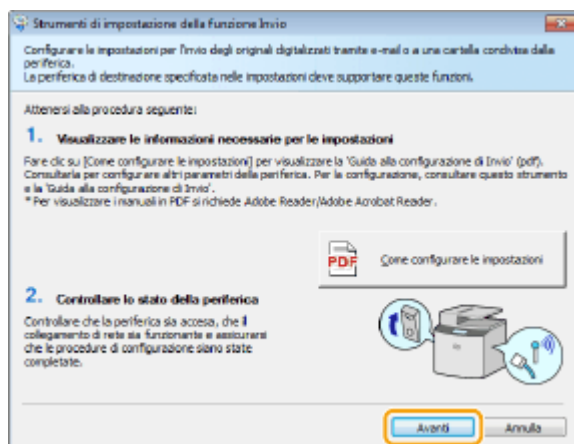 Strumenti di impostazione della funzione Invio
Configurare le impostazioni per l'invio degli originali digitalizzati tramite e-mail o a una cartella condivisa dalla
periferica.
La periferica di destinazione specificata nelle impostazioni deve supportare queste funzioni.
Attenersi alla procedura seguente:
1. Visualizzare le informazioni necessarie per le impostazioni
Fare clic su [Come configurare le impostazioni] per visualizzare la 'Guida alla configurazione di Invio' (pdf).
Consultarla per configurare altri parametri della periferica. Per la configurazione, consultare questo strumento
e la 'Guida alla configurazione di Invio'.
* Per visualizzare i manuali in PDF si richiede Adobe Reader/Adobe Acrobat Reader.
PDF
Come configurare le impostazioni
2. Controllare lo stato della periferica
Controllare che la periferica sia accesa, che il
collegamento di rete sia funzionante e assicurarsi
che le procedure di configurazione siano state
completate.
Avanti
Annulla